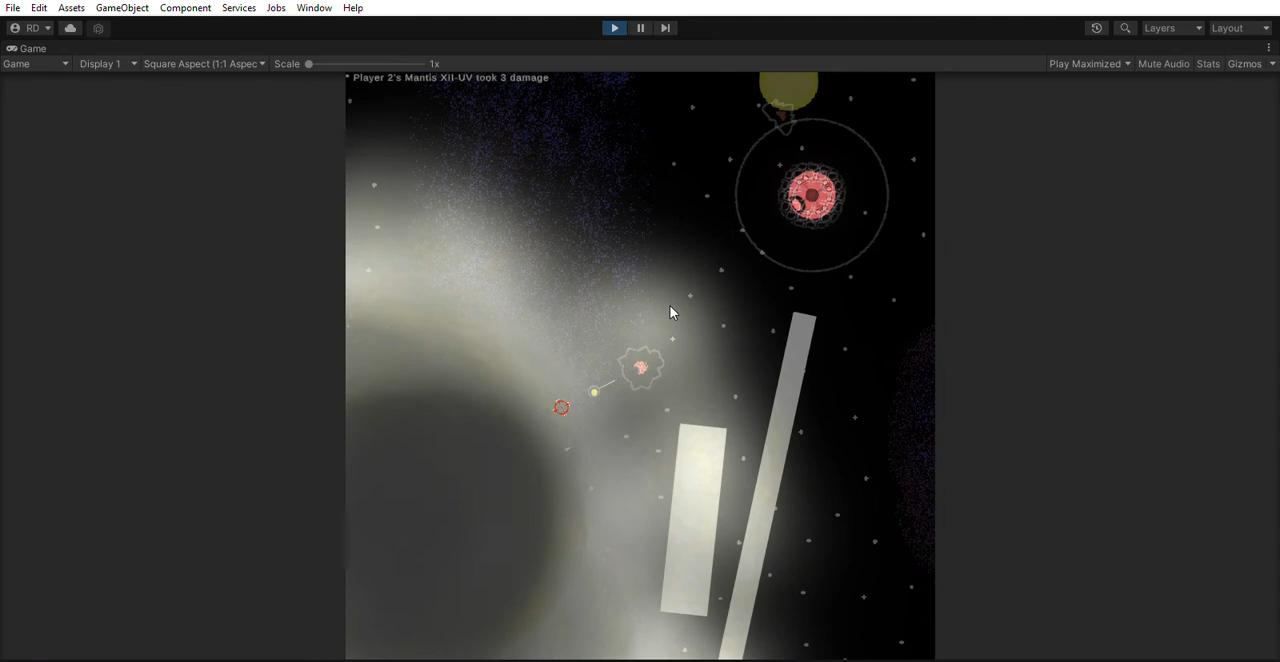 File Edit Assets GameObject Component Services Jobs Window Help
RD Layers Layout
Game
Game Display 1 Square Aspect (1:1 Aspec Scale 1x Play Maximized Mute Audio Stats Gizmos
* Player 2's Mantis XII-UV took 3 damage